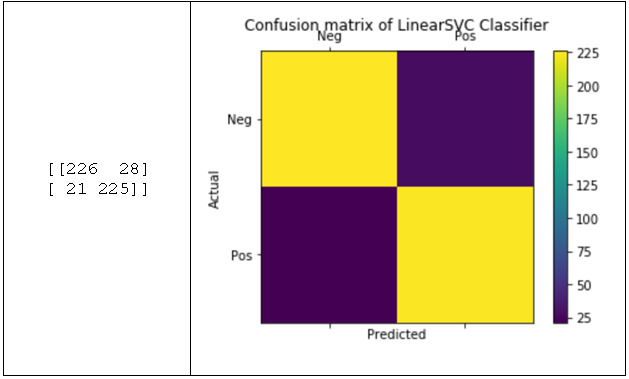 [[226 28]
[ 21 225]]
Confusion matrix of LinearSVC Classifier
Neg Pos
Neg
Pos
Actual
Predicted
225
200
175
150
125
100
75
50
25